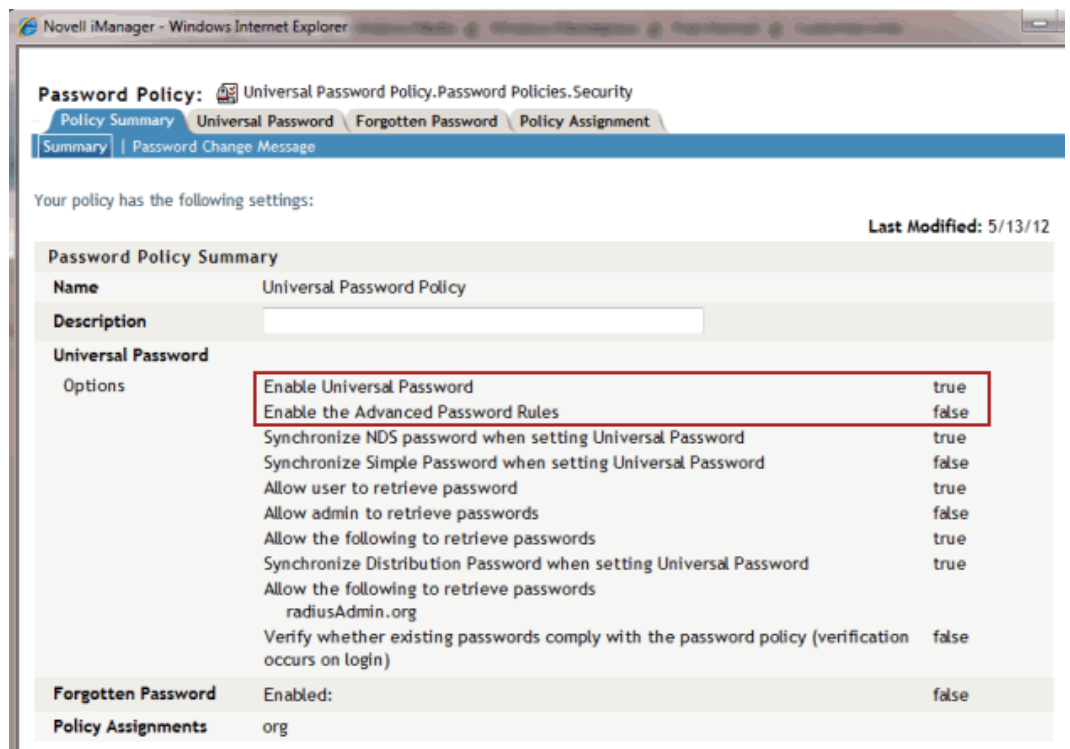 Novell iManager - Windows Internet Explorer
Password Policy: Universal Password Policy.Password Policies.Security
Policy Summary Universal Password Forgotten Password Policy Assignment
Summary | Password Change Message
Your policy has the following settings:
Last Modified: 5/13/12
Password Policy Summary
Name Universal Password Policy
Description
Universal Password
Options Enable Universal Password true
Enable the Advanced Password Rules false
Synchronize NDS password when setting Universal Password true
Synchronize Simple Password when setting Universal Password false
Allow user to retrieve password true
Allow admin to retrieve passwords false
Allow the following to retrieve passwords true
Synchronize Distribution Password when setting Universal Password true
Allow the following to retrieve passwords
radiusAdmin.org
Verify whether existing passwords comply with the password policy (verification false
occurs on login)
Forgotten Password Enabled: false
Policy Assignments org